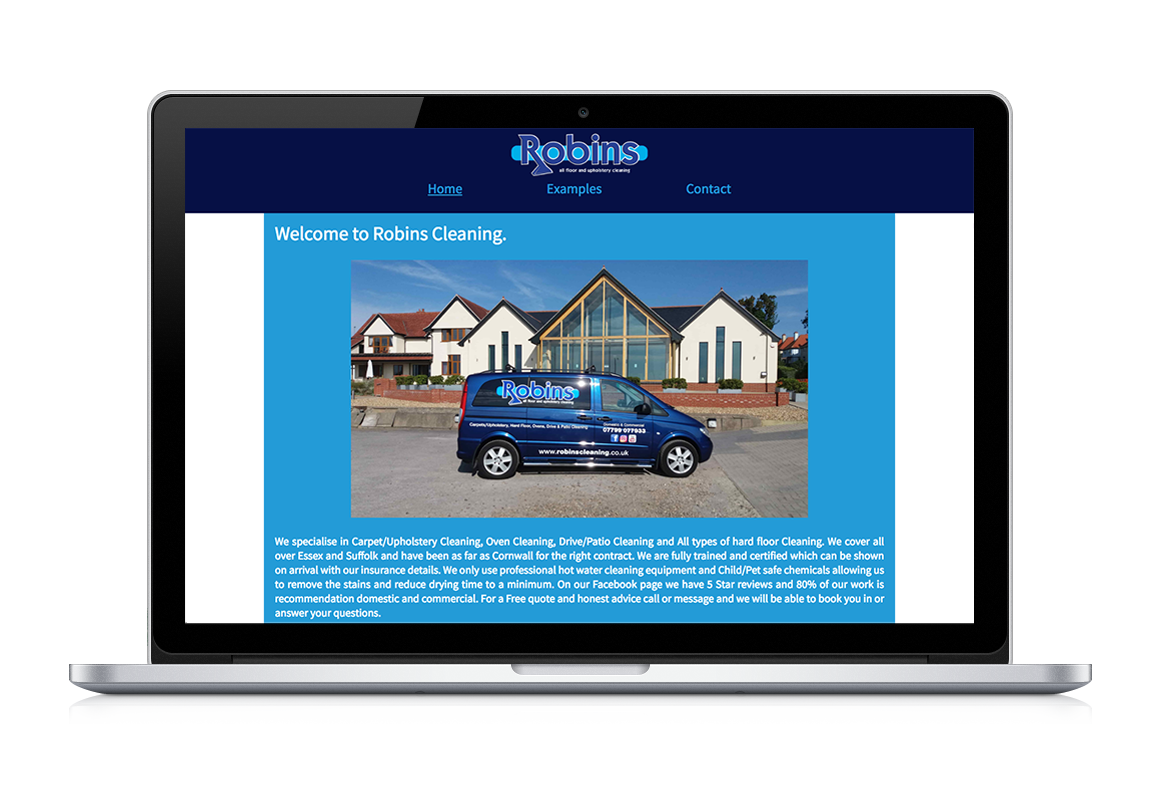 Robins
all floor and upholstery cleaning
Home Examples Contact
Welcome to Robins Cleaning.
Robins
all floor and upholstery cleaning
Carpets/Upholstery, Hard Floor, Ovens, Drive & Patio Cleaning
Domestic & Commercial
07799 077933
www.robinscleaning.co.uk
We specialise in Carpet/Upholstery Cleaning, Oven Cleaning, Drive/Patio Cleaning and All types of hard floor Cleaning. We cover all
over Essex and Suffolk and have been as far as Cornwall for the right contract. We are fully trained and certified which can be shown
on arrival with our insurance details. We only use professional hot water cleaning equipment and Child/Pet safe chemicals allowing us
to remove the stains and reduce drying time to a minimum. On our Facebook page we have 5 Star reviews and 80% of our work is
recommendation domestic and commercial. For a Free quote and honest advice call or message and we will be able to book you in or
answer your questions.